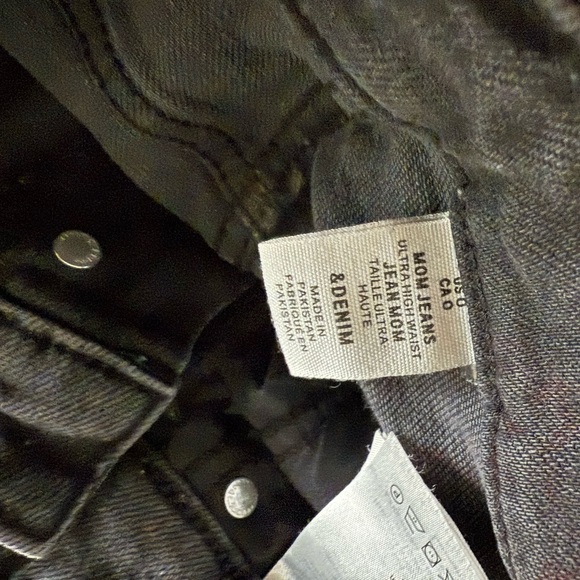 US 0
CA 0
MOM JEANS
ULTRA HIGH WAIST
JEAN MOM
TAILLE ULTRA
HAUTE
&DENIM
MADE IN
PAKISTAN
FABRIQUÉ EN
PAKISTAN